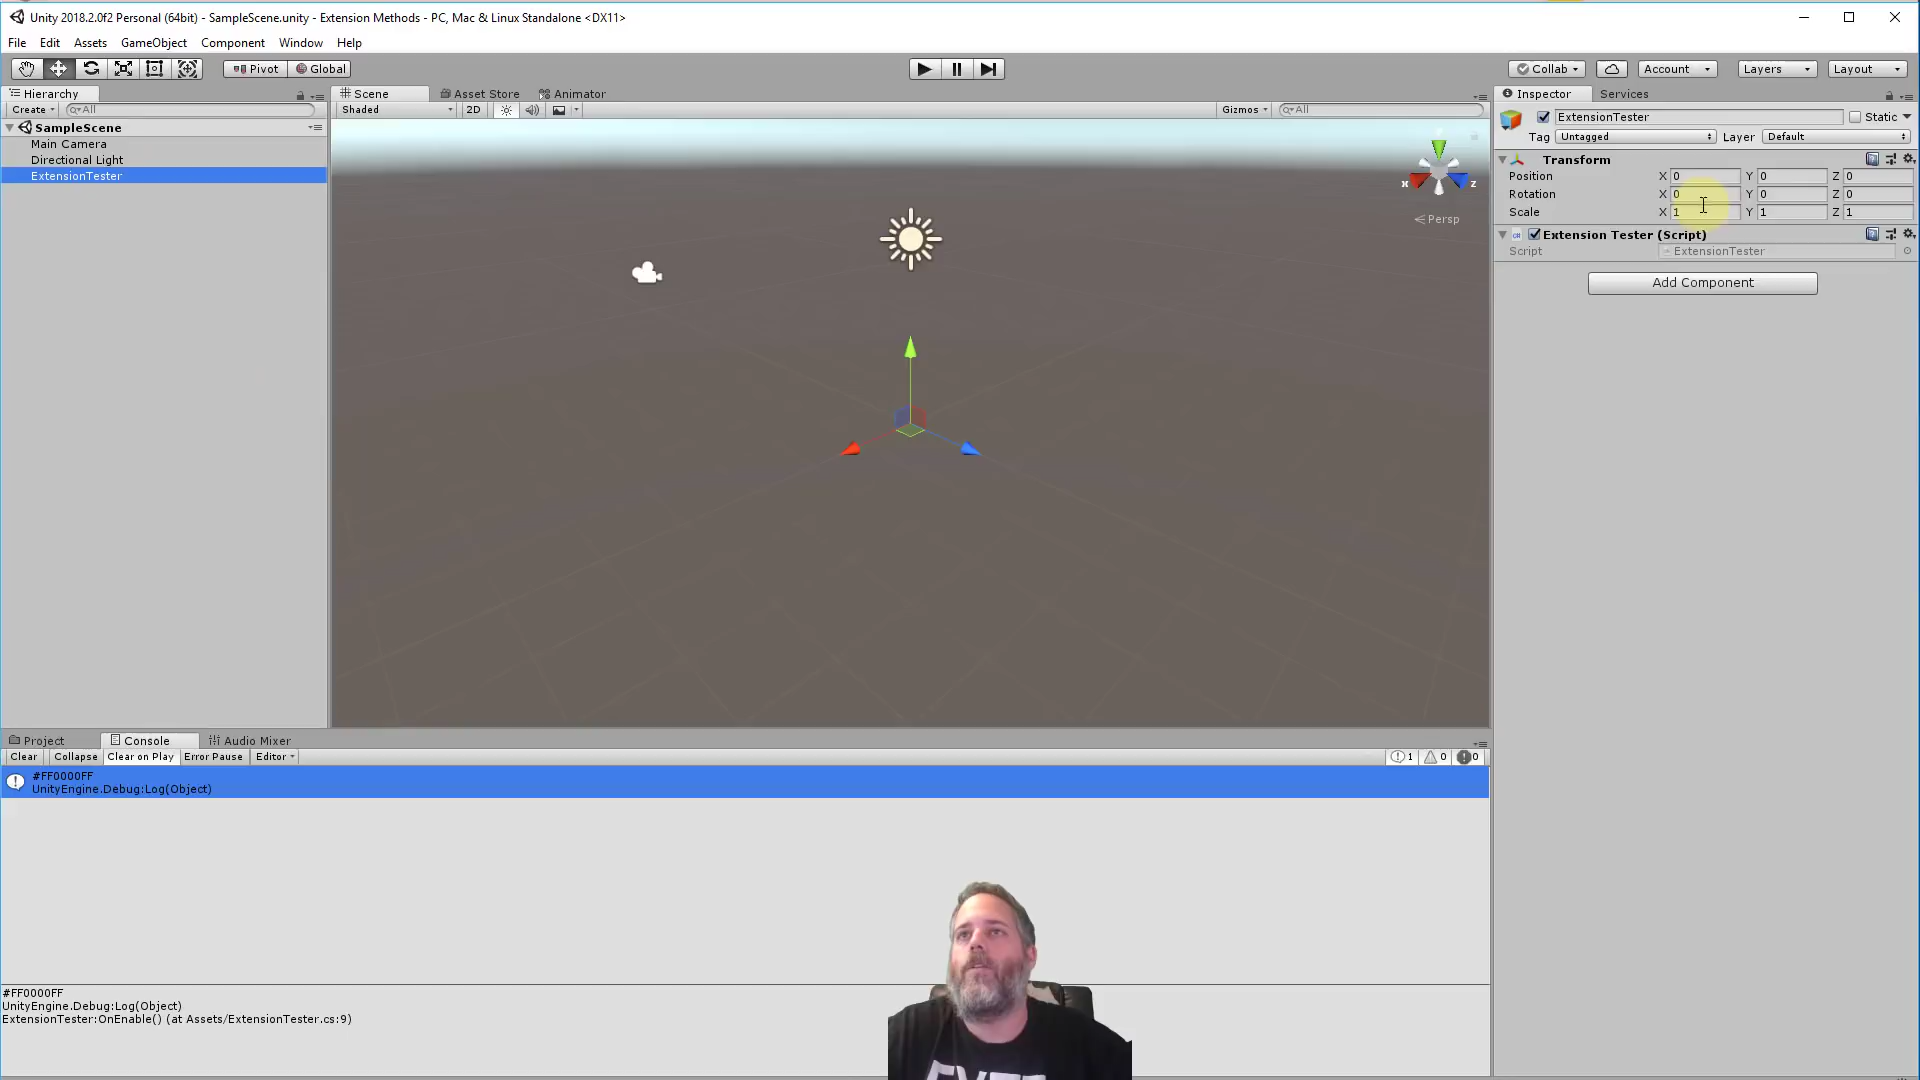 Unity 2018.2.0f2 Personal (64bit) - SampleScene.unity - Extension Methods - PC, Mac & Linux Standalone <DX11>
File Edit Assets GameObject Component Window Help
Pivot Global Collab Account Layers Layout
Hierarchy
Create All
SampleScene
Main Camera
Directional Light
ExtensionTester
Scene Asset Store Animator
Shaded 2D Gizmos All
X Z
Persp
Inspector Services
ExtensionTester Static
Tag Untagged Layer Default
Transform
Position X 0 Y 0 Z 0
Rotation X 0 Y 0 Z 0
Scale X 1 Y 1 Z 1
Extension Tester (Script)
Script ExtensionTester
Add Component
Project Console Audio Mixer
Clear Collapse Clear on Play Error Pause Editor 1 0 0
#FF0000FF
UnityEngine.Debug:Log(Object)
#FF0000FF
UnityEngine.Debug:Log(Object)
ExtensionTester:OnEnable() (at Assets/ExtensionTester.cs:9)